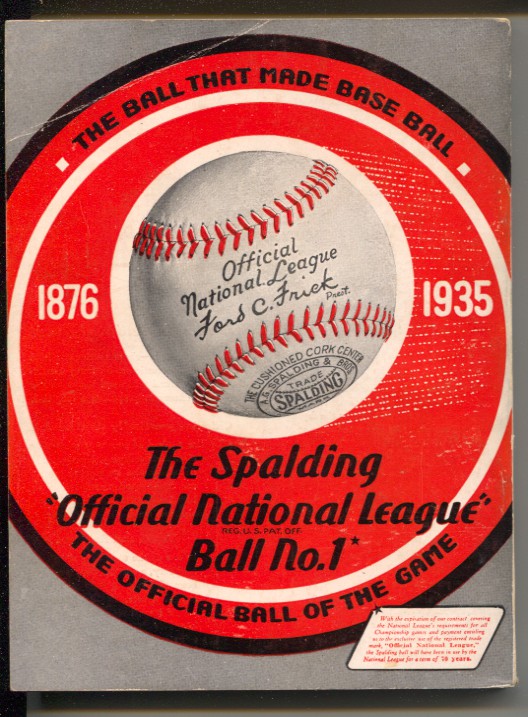 THE BALL THAT MADE BASE BALL
1876
1935
Official
National League
Ford C. Frick
Prest.
THE CUSHIONED CORK CENTER
A.G. SPALDING & BROS.
TRADE
SPALDING
MARK
The Spalding
"Official National League"
REG. U.S. PAT. OFF.
Ball No.1*
THE OFFICIAL BALL OF THE GAME
*
With the expiration of our contract covering
the National League's requirements for all
Championship games and payment entitling
us to the exclusive use of the registered trade
mark, "Official National League,"
the Spalding ball will have been in use by the
National League for a term of 58 years.